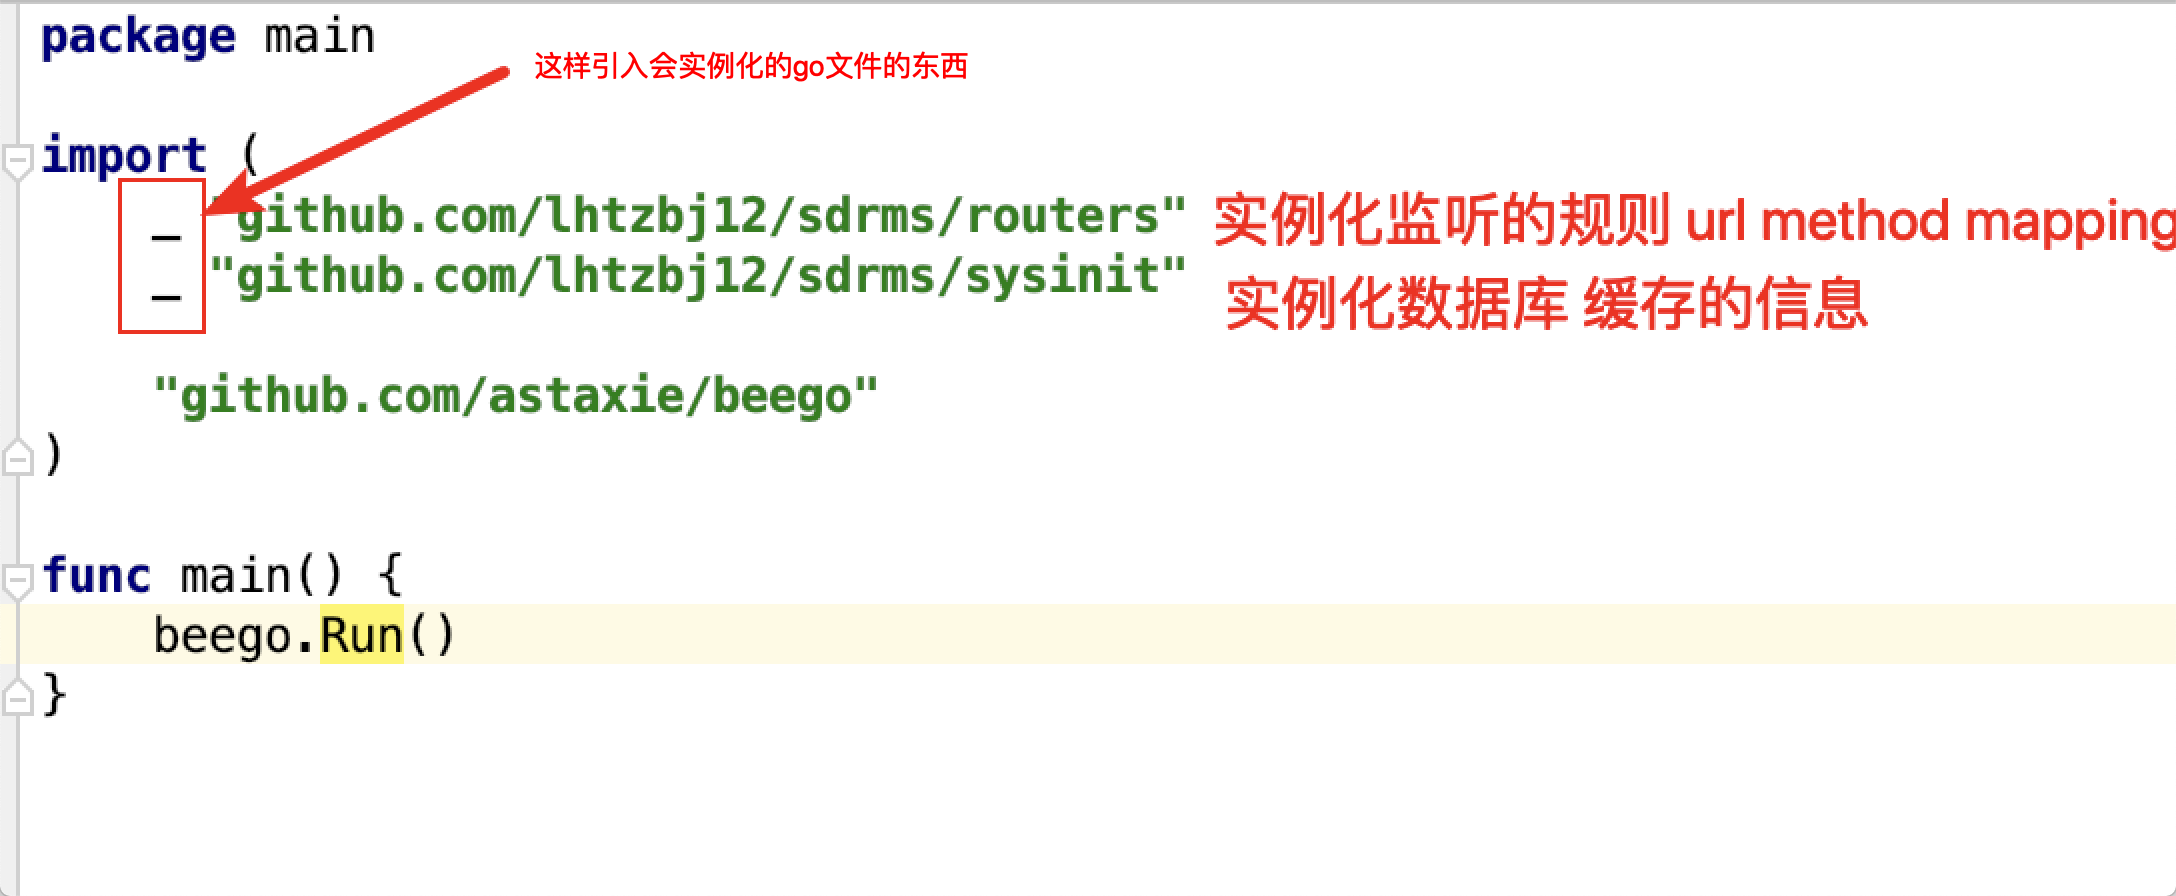 package main
这样引入会实例化的go文件的东西
import (
_ "github.com/lhtzbj12/sdrms/routers" 实例化监听的规则 url method mapping
_ "github.com/lhtzbj12/sdrms/sysinit" 实例化数据库 缓存的信息
"github.com/astaxie/beego"
)
func main() {
beego.Run()
}